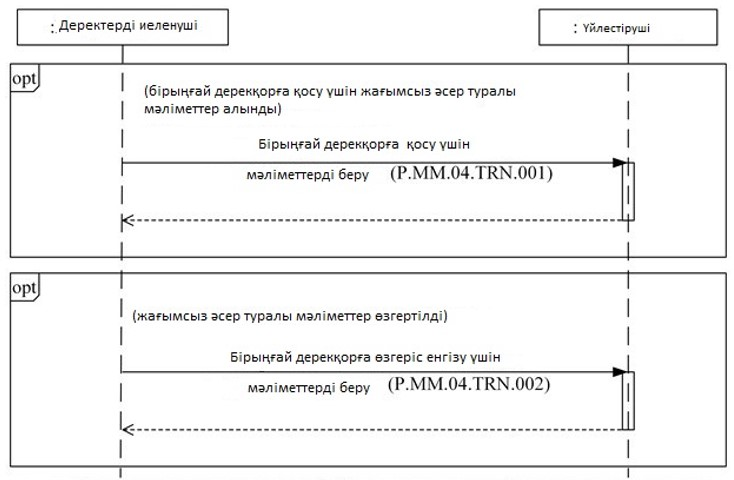 :.Деректерді иеленуші
: Үйлестіруші
opt
(бірыңғай дерекқорға қосу үшін жағымсыз әсер туралы
мәліметтер алынды)
Бірыңғай дерекқорға қосу үшін
мәліметтерді беру (P.MM.04.TRN.001)
opt
(жағымсыз әсер туралы мәліметтер өзгертілді)
Бірыңғай дерекқорға өзгеріс енгізу үшін
мәліметтерді беру (P.MM.04.TRN.002)